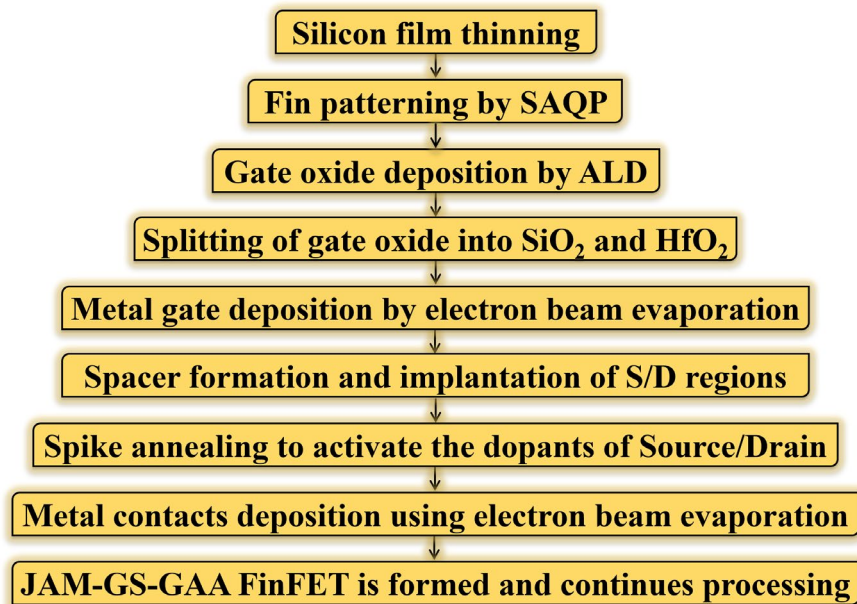 Silicon film thinning
Fin patterning by SAQP
Gate oxide deposition by ALD
Splitting of gate oxide into SiO₂ and HfO₂
Metal gate deposition by electron beam evaporation
Spacer formation and implantation of S/D regions
Spike annealing to activate the dopants of Source/Drain
Metal contacts deposition using electron beam evaporation
JAM-GS-GAA FinFET is formed and continues processing